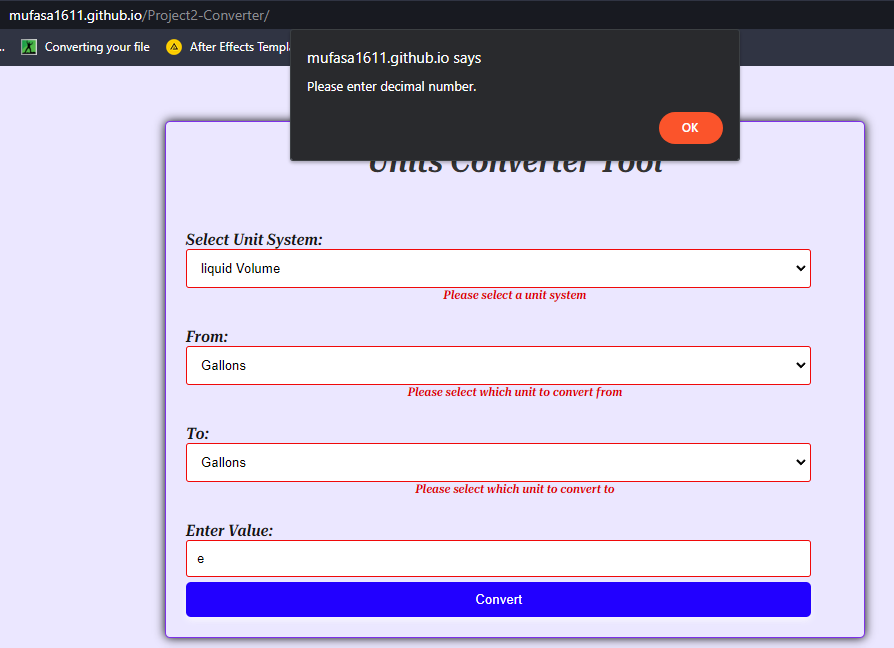 mufasa1611.github.io/Project2-Converter/
.. Converting your file After Effects Templ
mufasa1611.github.io says
Please enter decimal number.
OK
Units Converter Tool
Select Unit System:
liquid Volume
Please select a unit system
From:
Gallons
Please select which unit to convert from
To:
Gallons
Please select which unit to convert to
Enter Value:
e
Convert